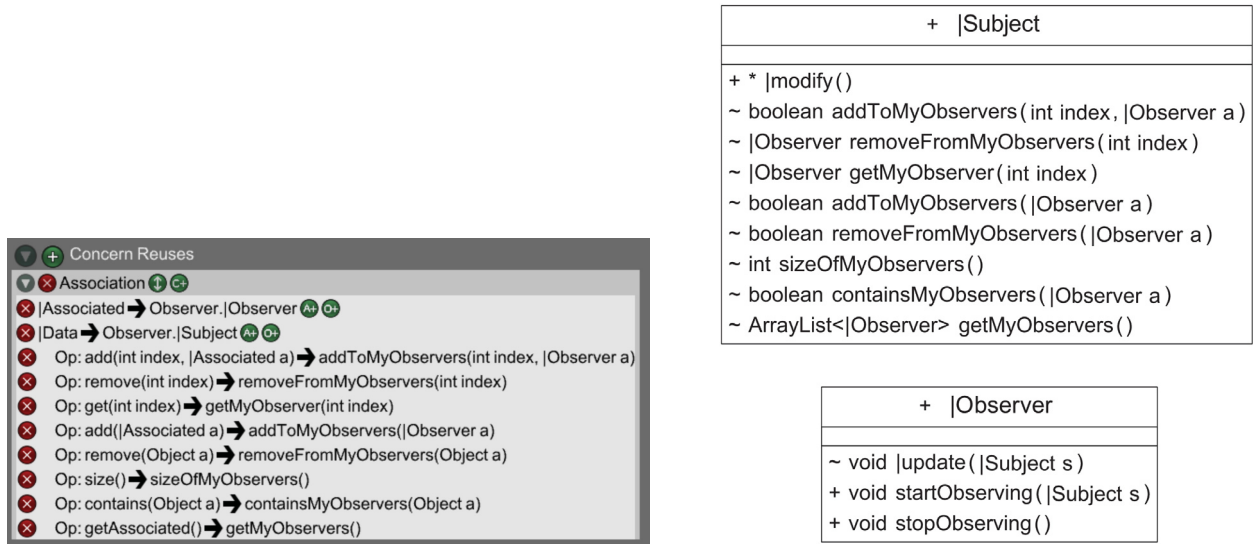 Concern Reuses
Association C+
|Associated ➔ Observer.|Observer A+ O+
|Data ➔ Observer.|Subject A+ O+
Op: add(int index, |Associated a) ➔ addToMyObservers(int index, |Observer a)
Op: remove(int index) ➔ removeFromMyObservers(int index)
Op: get(int index) ➔ getMyObserver(int index)
Op: add(|Associated a) ➔ addToMyObservers(|Observer a)
Op: remove(Object a) ➔ removeFromMyObservers(Object a)
Op: size() ➔ sizeOfMyObservers()
Op: contains(Object a) ➔ containsMyObservers(Object a)
Op: getAssociated() ➔ getMyObservers()
+ |Subject
+ * |modify()
~ boolean addToMyObservers(int index, |Observer a)
~ |Observer removeFromMyObservers(int index)
~ |Observer getMyObserver(int index)
~ boolean addToMyObservers(|Observer a)
~ boolean removeFromMyObservers(|Observer a)
~ int sizeOfMyObservers()
~ boolean containsMyObservers(|Observer a)
~ ArrayList<|Observer> getMyObservers()
+ |Observer
~ void |update(|Subject s)
+ void startObserving(|Subject s)
+ void stopObserving()